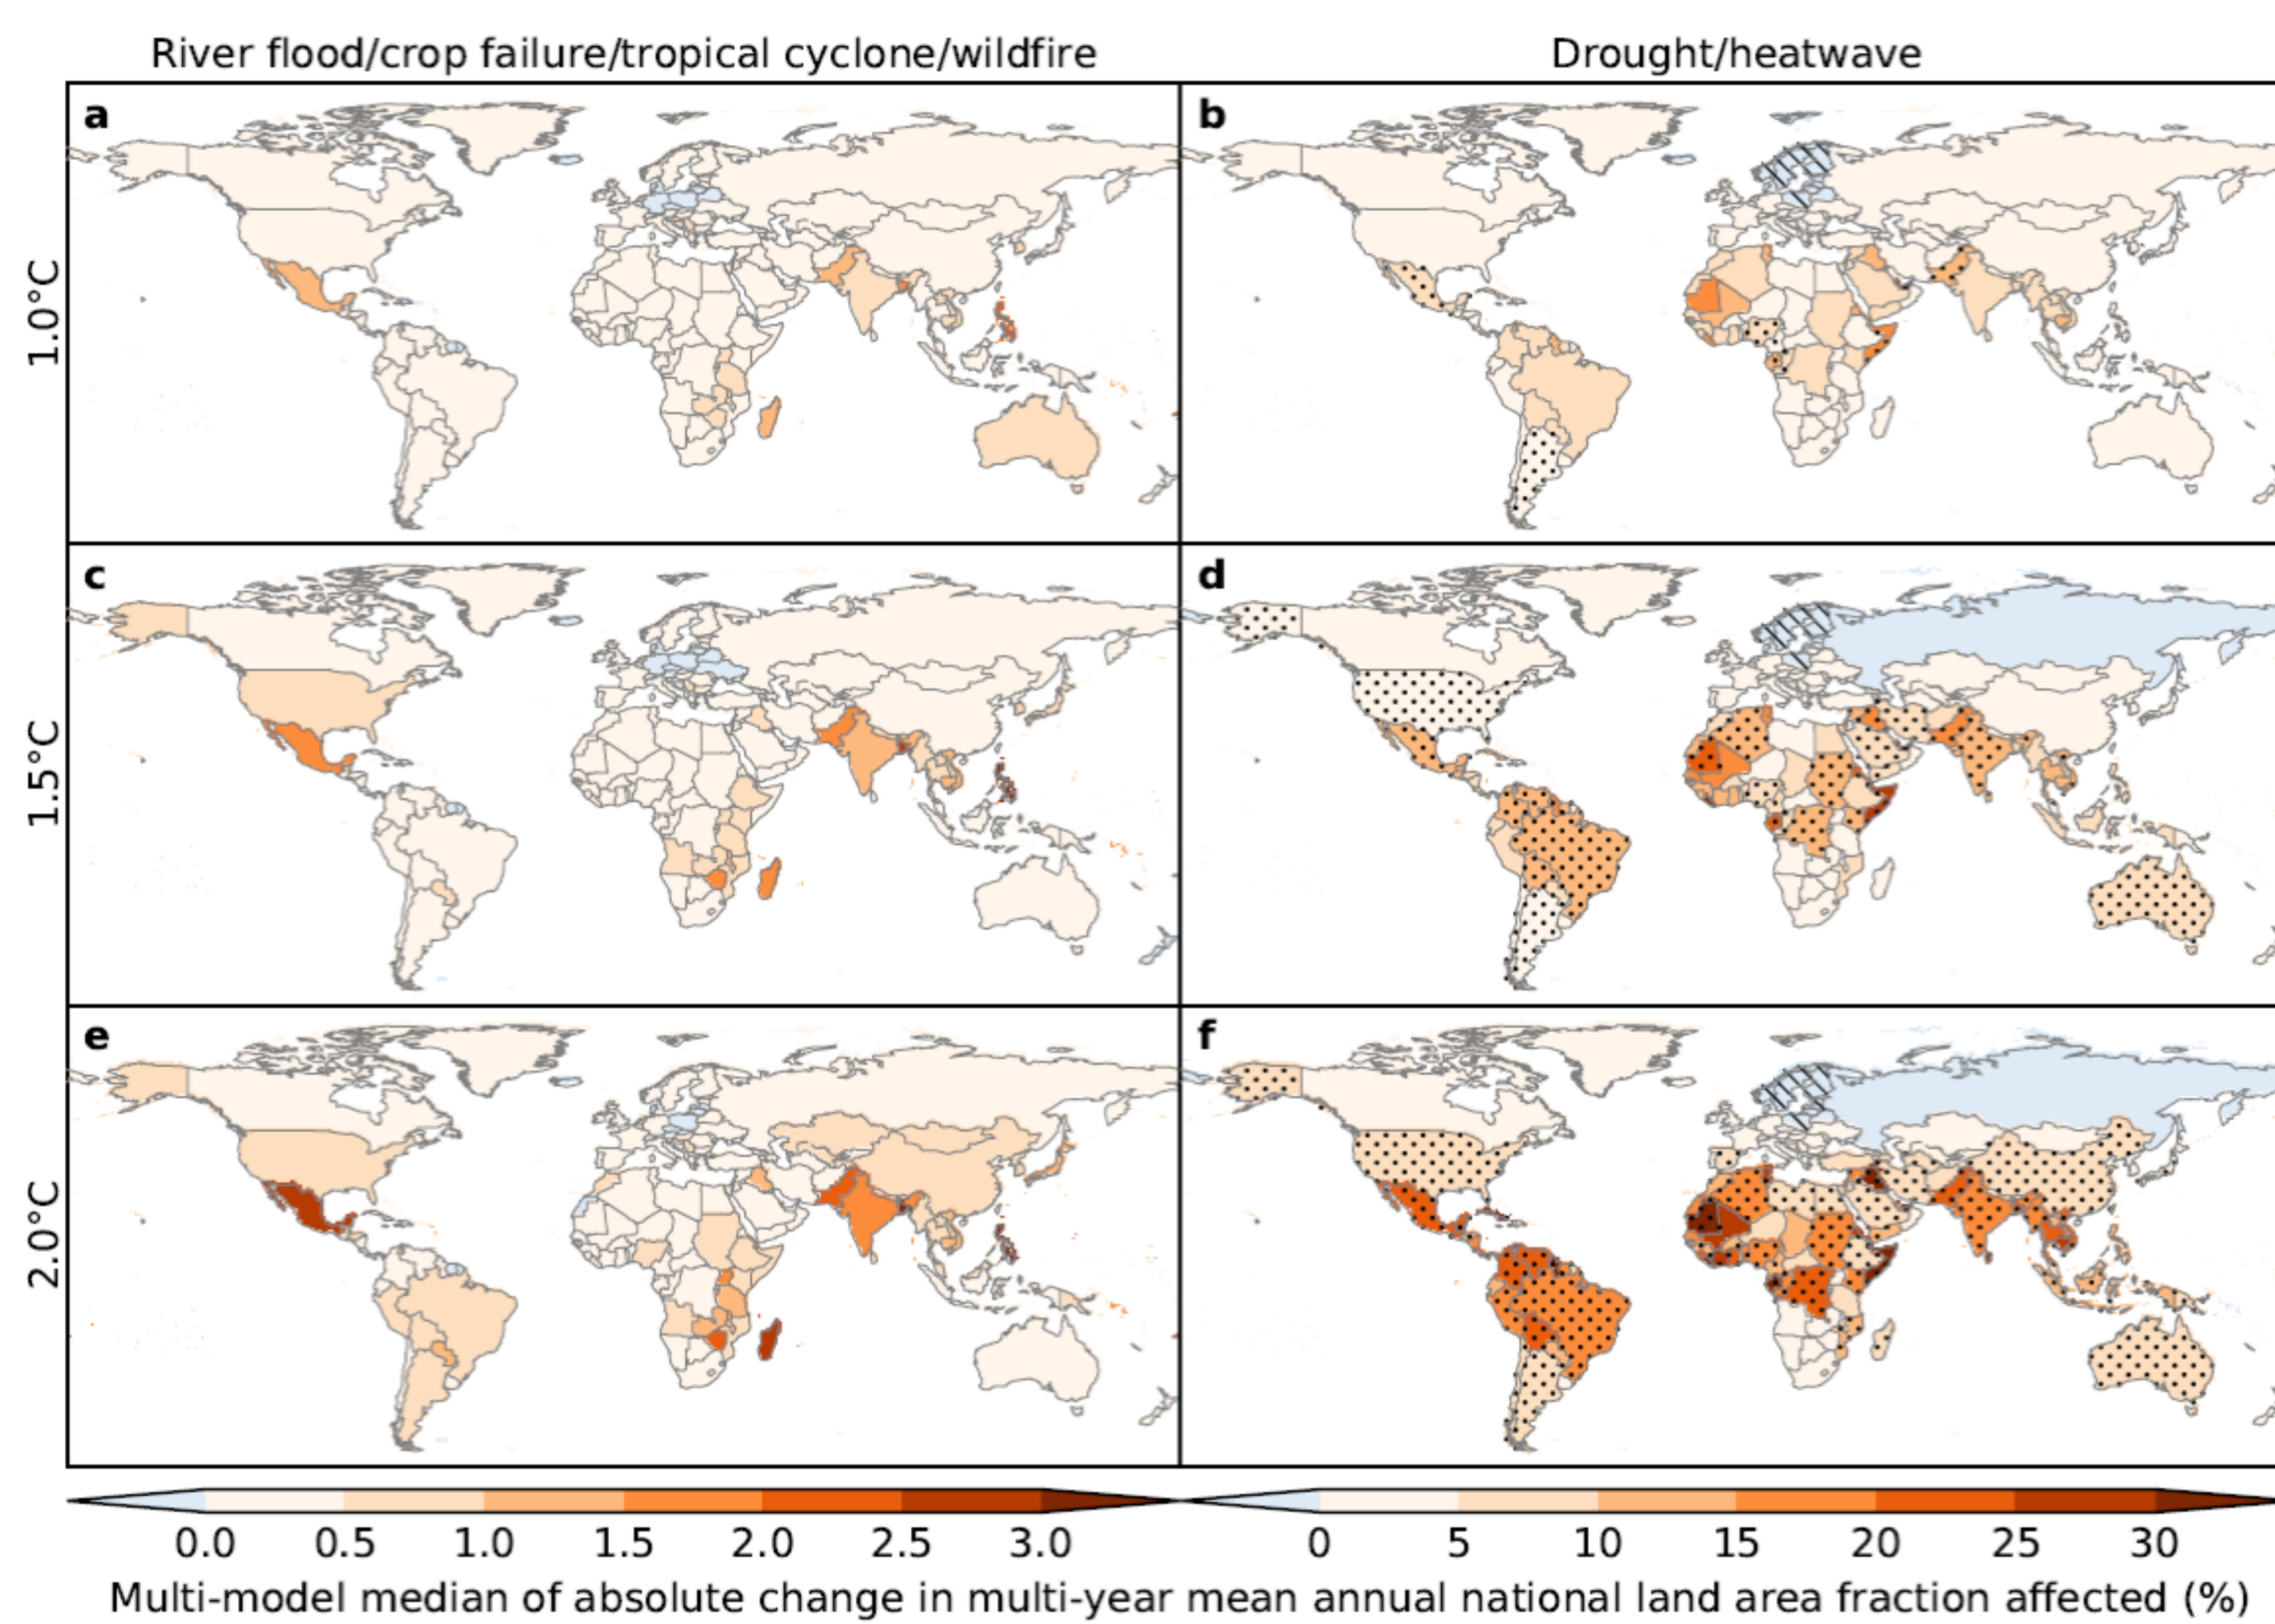 River flood/crop failure/tropical cyclone/wildfire
Drought/heatwave
a
b
1.0°C
c
d
1.5°C
e
f
2.0°C
0.0 0.5 1.0 1.5 2.0 2.5 3.0
0 5 10 15 20 25 30
Multi-model median of absolute change in multi-year mean annual national land area fraction affected (%)